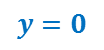 y = 0